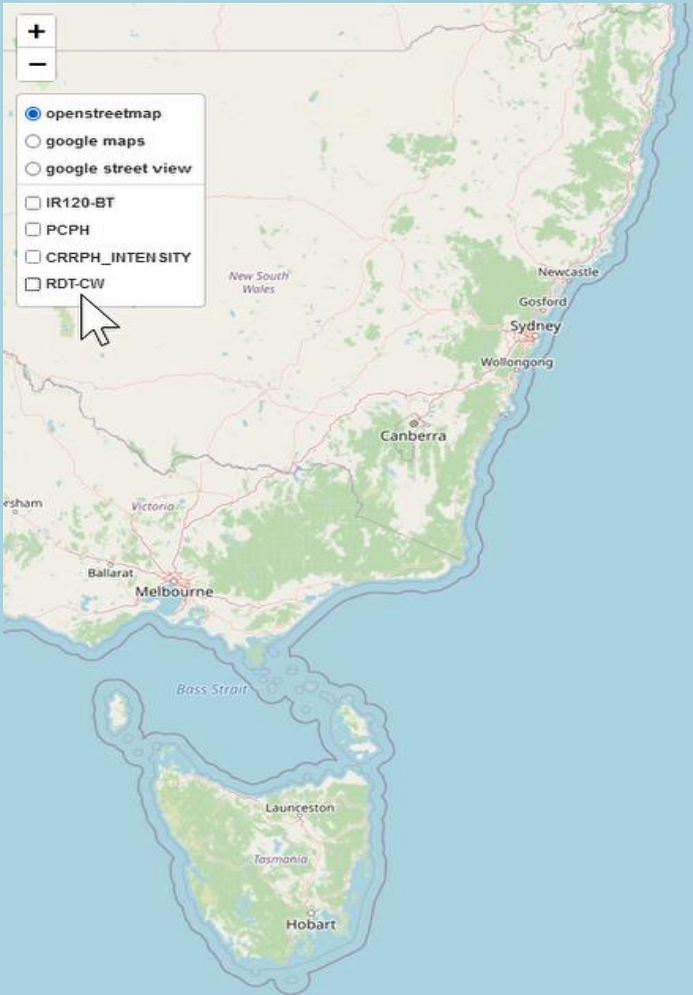 +
−
openstreetmap
google maps
google street view
IR120-BT
PCPH
CRRPH_INTENSITY
RDT-CW
New South
Wales
Newcastle
Gosford
Sydney
Wollongong
Canberra
rsham
Victoria
Ballarat
Melbourne
Bass Strait
Launceston
Tasmania
Hobart